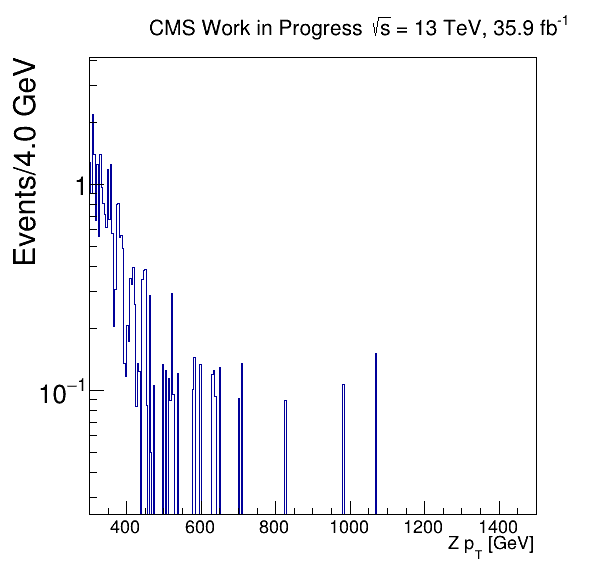 CMS Work in Progress √s = 13 TeV, 35.9 fb⁻¹
Events/4.0 GeV
1
10⁻¹
400 600 800 1000 1200 1400
Z p_T [GeV]